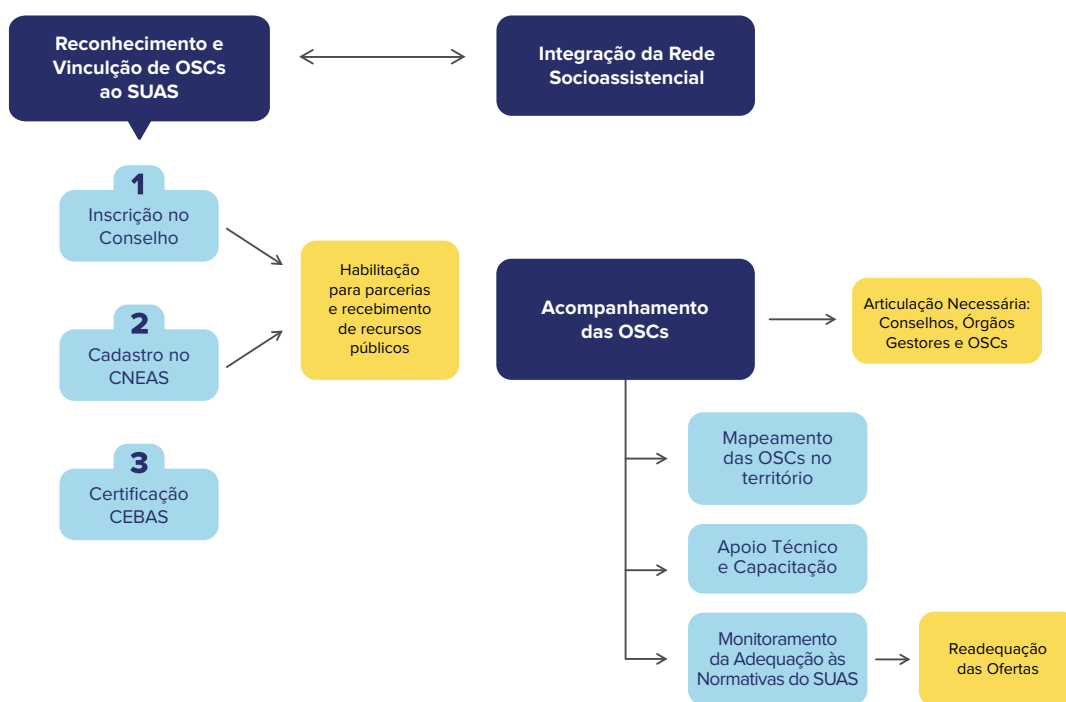 Reconhecimento e
Vinculção de OSCs
ao SUAS
Integração da Rede
Socioassistencial
1
Inscrição no
Conselho
2
Cadastro no
CNEAS
3
Certificação
CEBAS
Habilitação
para parcerias
e recebimento
de recursos
públicos
Acompanhamento
das OSCs
Articulação Necessária:
Conselhos, Órgãos
Gestores e OSCs
Mapeamento
das OSCs no
território
Apoio Técnico
e Capacitação
Monitoramento
da Adequação às
Normativas do SUAS
Readequação
das Ofertas